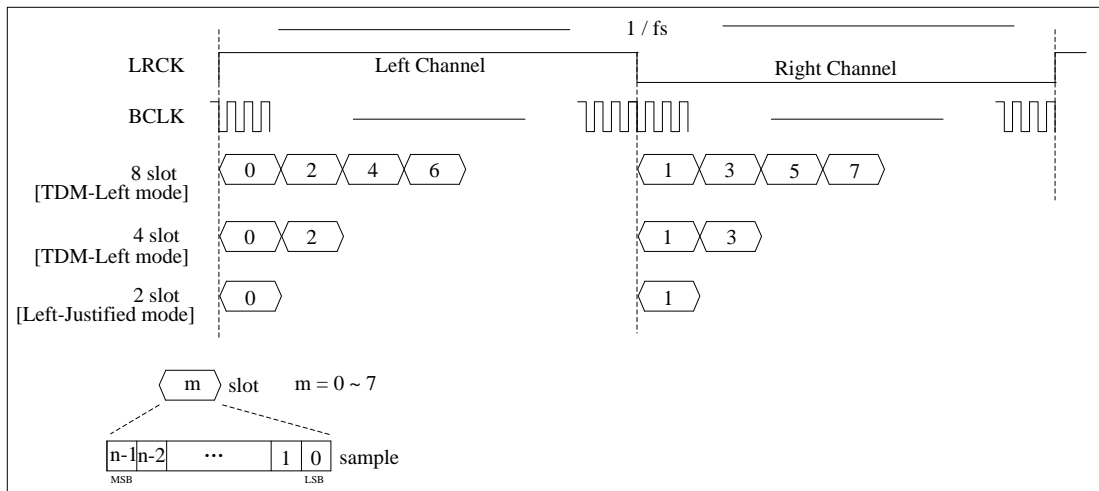 1 / fs
LRCK
Left Channel
Right Channel
BCLK
8 slot
[TDM-Left mode]
0 2 4 6 1 3 5 7
4 slot
[TDM-Left mode]
0 2 1 3
2 slot
[Left-Justified mode]
0 1
m slot m = 0 ~ 7
n-1 n-2 ... 1 0 sample
MSB LSB